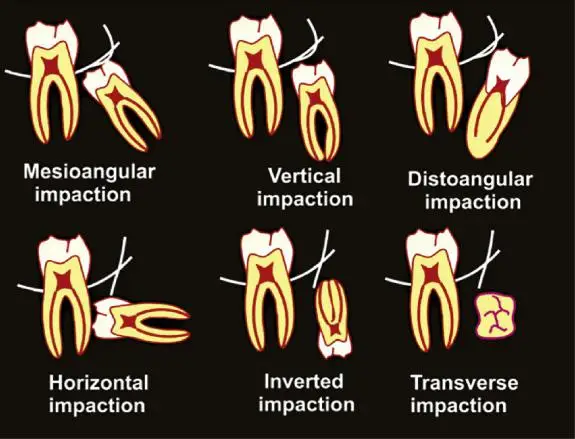 Mesioangular
impaction
Vertical
impaction
Distoangular
impaction
Horizontal
impaction
Inverted
impaction
Transverse
impaction